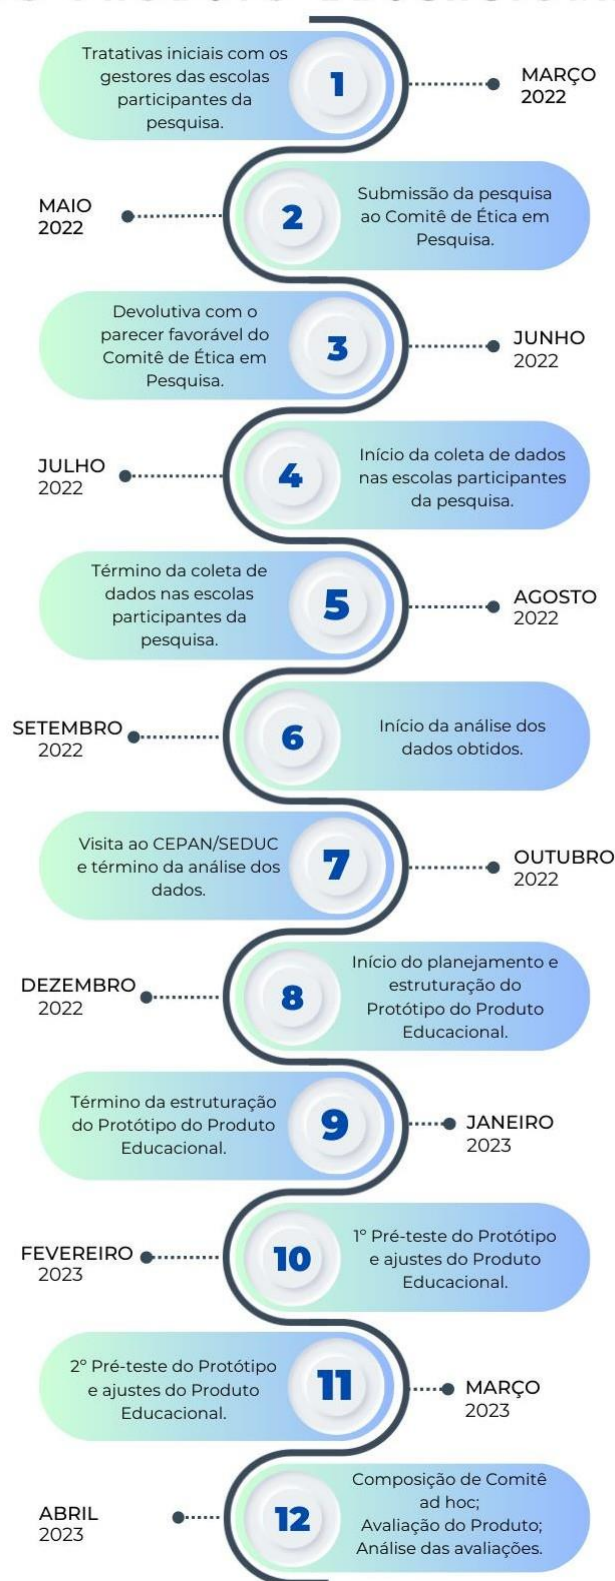 Tratativas iniciais com os
gestores das escolas
participantes da
pesquisa.
1
MARÇO
2022
MAIO
2022
2
Submissão da pesquisa
ao Comitê de Ética em
Pesquisa.
Devolutiva com o
parecer favorável do
Comitê de Ética em
Pesquisa.
3
JUNHO
2022
JULHO
2022
4
Início da coleta de dados
nas escolas participantes
da pesquisa.
Término da coleta de
dados nas escolas
participantes da
pesquisa.
5
AGOSTO
2022
SETEMBRO
2022
6
Início da análise dos
dados obtidos.
Visita ao CEPAN/SEDUC
e término da análise dos
dados.
7
OUTUBRO
2022
DEZEMBRO
2022
8
Início do planejamento e
estruturação do
Protótipo do Produto
Educacional.
Término da estruturação
do Protótipo do Produto
Educacional.
9
JANEIRO
2023
FEVEREIRO
2023
10
1º Pré-teste do Protótipo
e ajustes do Produto
Educacional.
2º Pré-teste do Protótipo
e ajustes do Produto
Educacional.
11
MARÇO
2023
ABRIL
2023
12
Composição de Comitê
ad hoc;
Avaliação do Produto;
Análise das avaliações.